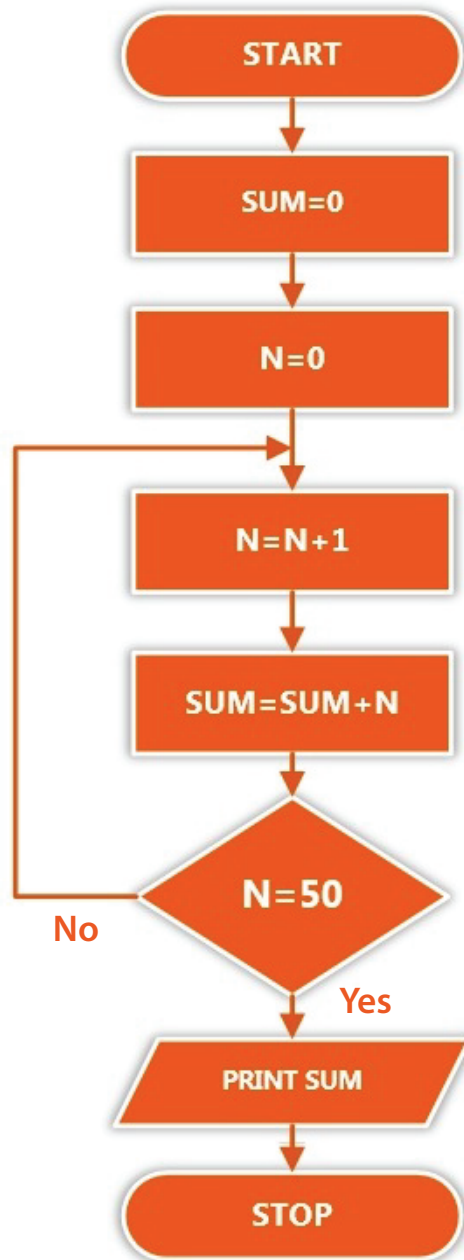 START
SUM=0
N=0
N=N+1
SUM=SUM+N
N=50
No
Yes
PRINT SUM
STOP